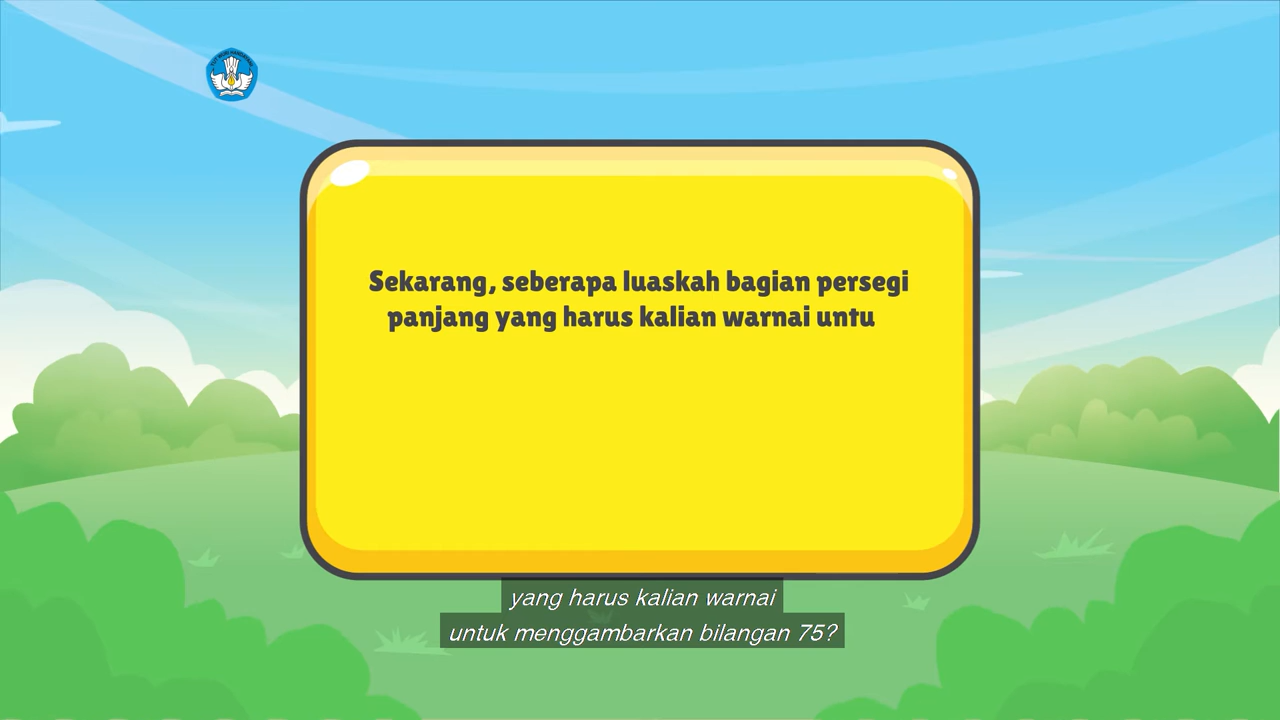 Sekarang, seberapa luaskah bagian persegi
panjang yang harus kalian warnai untu
yang harus kalian warnai
untuk menggambarkan bilangan 75?